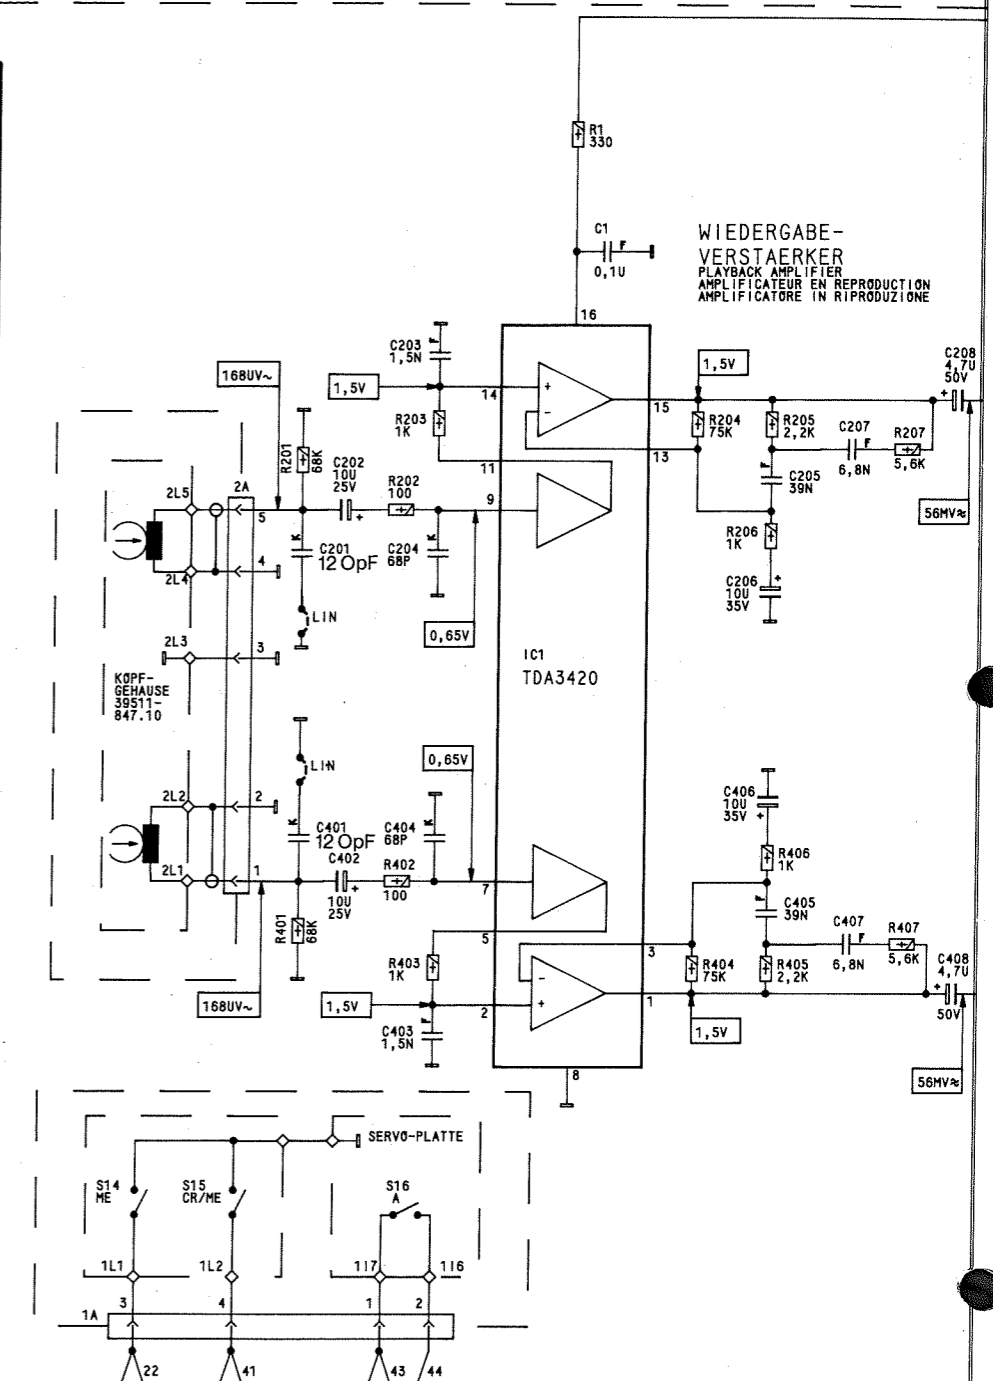 R1
330
C1
F
0,1U
WIEDERGABE-
VERSTAERKER
PLAYBACK AMPLIFIER
AMPLIFICATEUR EN REPRODUCTION
AMPLIFICATORE IN RIPRODUZIONE
16
C203
1,5N
F
168UV~
1,5V
14
+
-
15
1,5V
C208
4,7U
50V
+
R203
1K
R204
75K
R205
2,2K
C207
F
6,8N
R207
5,6K
13
R201
68K
C202
10U
25V
+
R202
100
11
9
F
C205
39N
56MV≈
2L5
2A
5
K
C201
12 0pF
C204
68P
K
R206
1K
2L4
4
C206
10U
35V
+
LIN
0,65V
2L3
3
IC1
TDA3420
KOPF-
GEHAUSE
39511-
847.10
0,65V
LIN
2L2
2
K
C401
12 0pF
C404
68P
K
C406
10U
35V
+
R406
1K
C402
10U
25V
+
R402
100
2L1
1
7
F
C405
39N
R401
68K
5
C407
F
6,8N
R407
5,6K
3
R403
1K
-
+
R404
75K
R405
2,2K
C408
4,7U
50V
+
168UV~
1,5V
2
1
C403
1,5N
F
1,5V
8
56MV≈
SERVO-PLATTE
S14
ME
S15
CR/ME
S16
A
1L1
1L2
1I7
1I6
1A
3
4
1
2
22
41
43
44